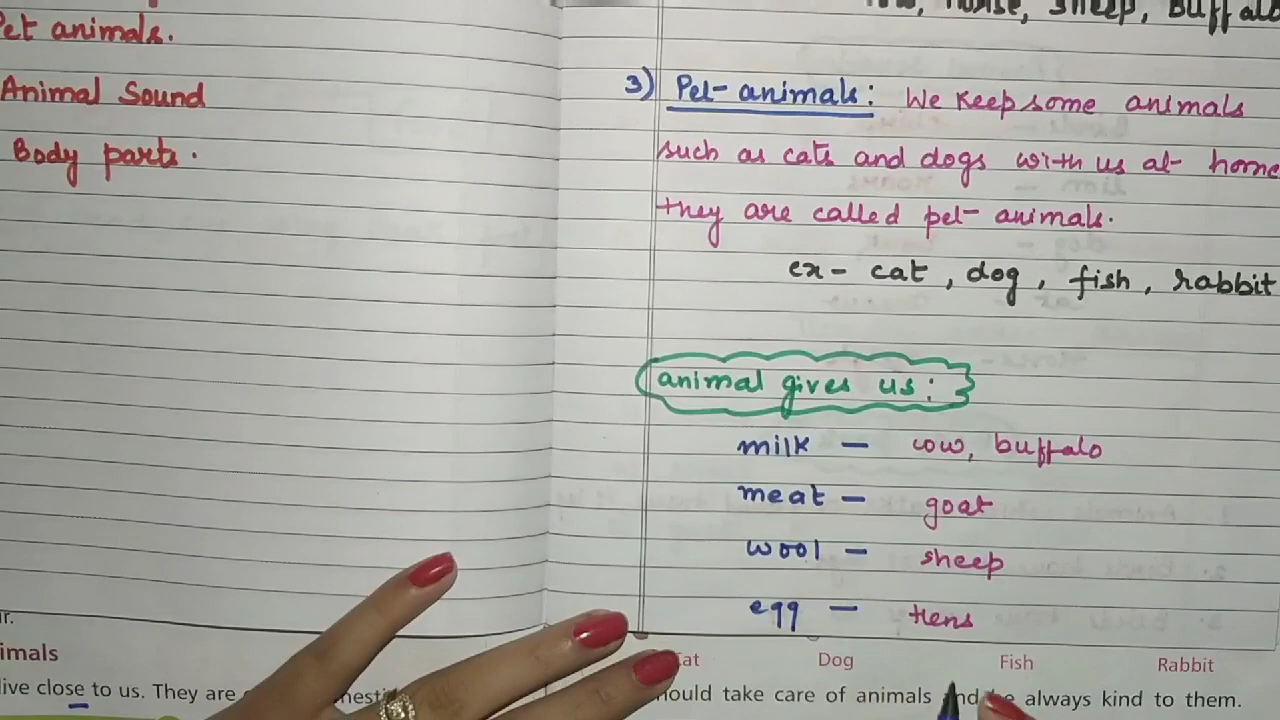 Pet animals.
Animal Sound
Body parts.
horse, sheep, Buffalo
3) Pet animals: We keep some animals
such as cats and dogs with us at home
they are called pet animals.
ex- cat, dog, fish, rabbit
animal gives us:
milk - cow, buffalo
meat - goat
wool - sheep
egg - Hens
Cat Dog Fish Rabbit
live close to us. They are
hould take care of animals and be always kind to them.